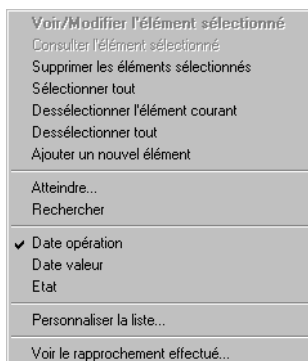 Voir/Modifier l'élément sélectionné
Consulter l'élément sélectionné
Supprimer les éléments sélectionnés
Sélectionner tout
Dessélectionner l'élément courant
Dessélectionner tout
Ajouter un nouvel élément
Atteindre...
Rechercher
Date opération
Date valeur
Etat
Personnaliser la liste...
Voir le rapprochement effectué...